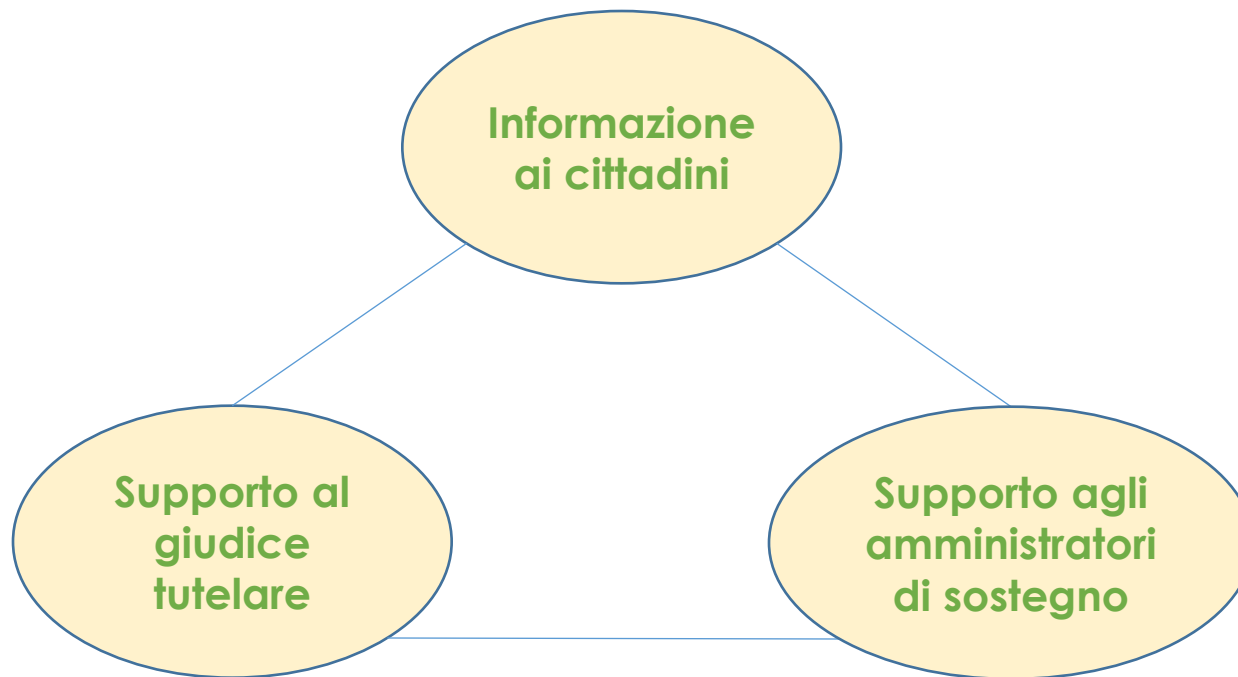 Informazione
ai cittadini
Supporto al
giudice
tutelare
Supporto agli
amministratori
di sostegno